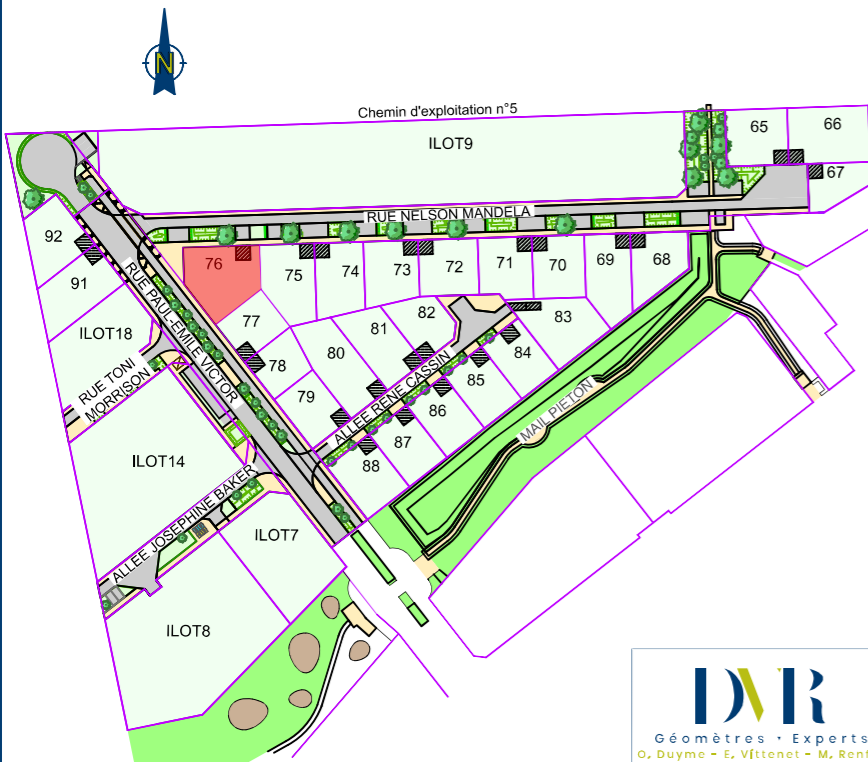 N
Chemin d'exploitation n°5
ILOT9
65
66
67
RUE NELSON MANDELA
92
91
76
75
74
73
72
71
70
69
68
RUE PAUL-EMILE VICTOR
77
78
79
80
81
82
83
84
85
86
87
88
ALLEE RENE CASSIN
ILOT18
RUE TONI
MORRISON
MAIL PIETON
ILOT14
ALLEE JOSEPHINE BAKER
ILOT7
ILOT8
DVR
Géomètres • Experts
O. Duyme - E. Vittenet - M. Renf